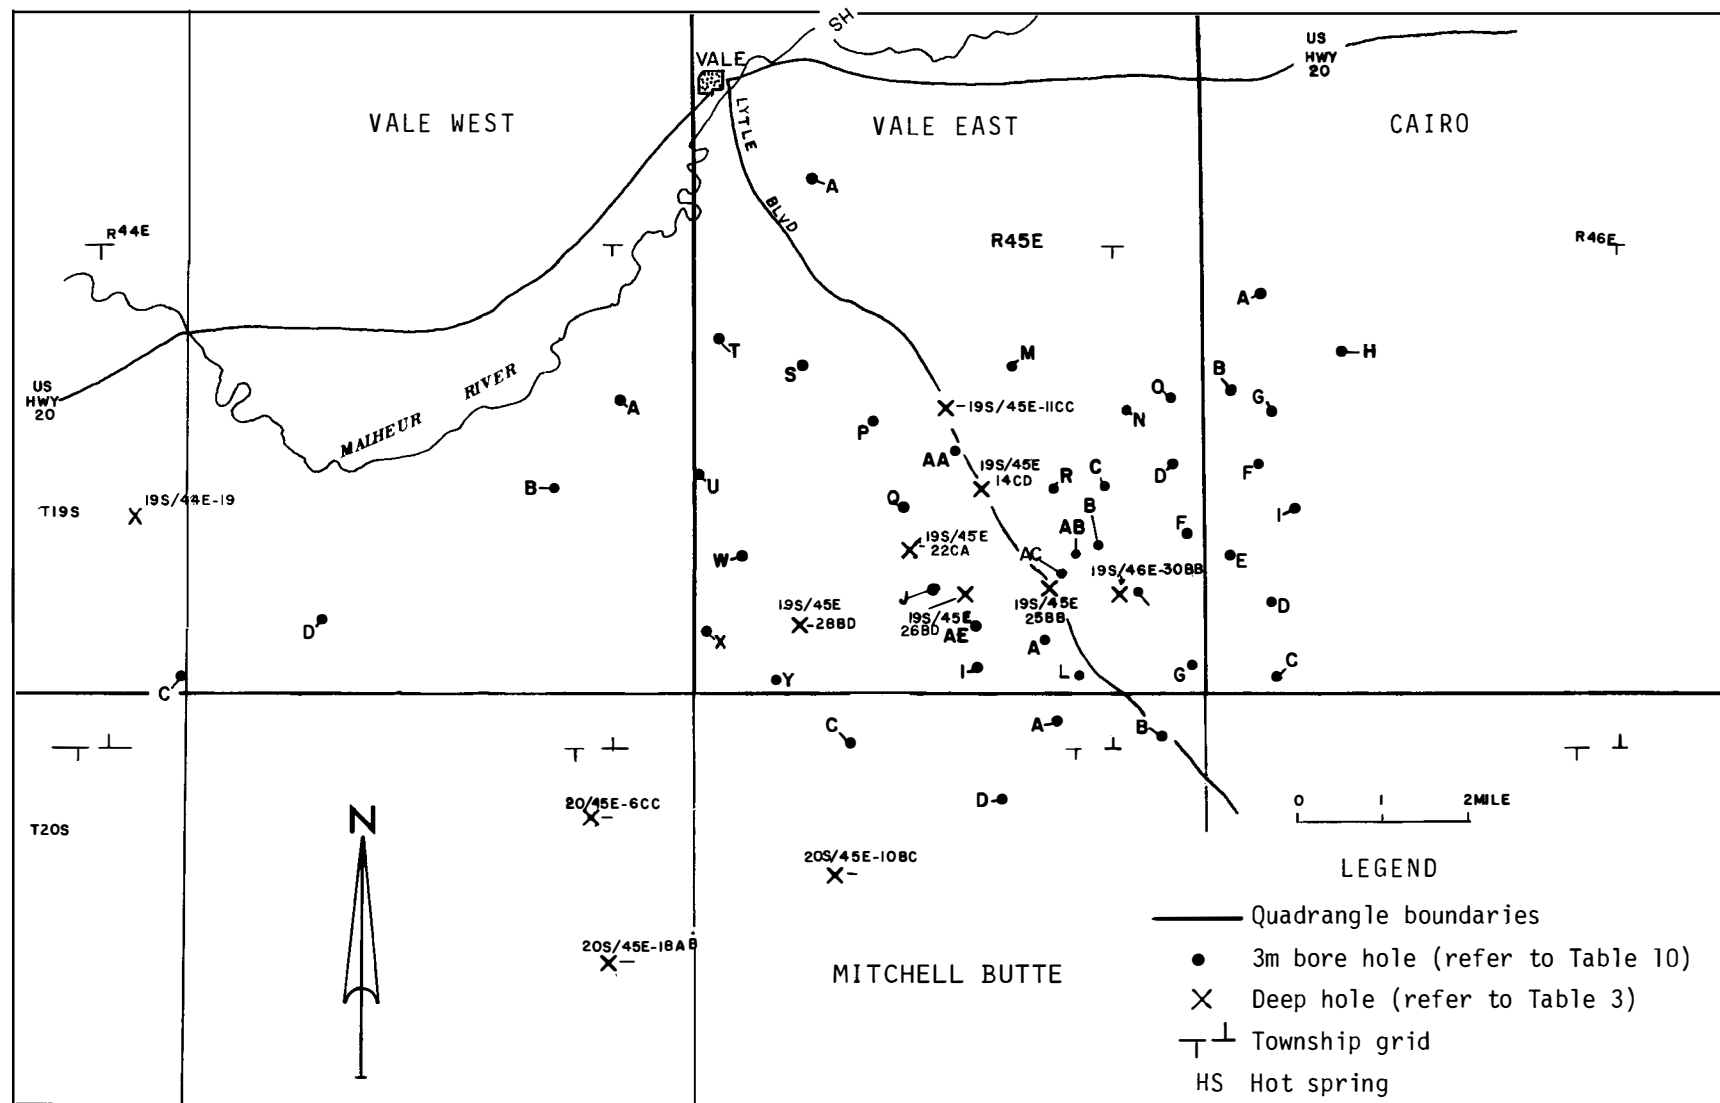 SH
US
HWY
20
VALE
VALE WEST
VALE EAST
CAIRO
LYTLE
BLVD
A
R44E
R45E
R46E
A
H
T
S
M
B
G
O
N
US
HWY
20
MALHEUR RIVER
A
P
19S/45E-11CC
AA
19S/45E
14CD
R
C
D
F
B
U
Q
I
T19S
19S/44E-19
B
AB
F
E
W
19S/45E
22CA
AC
19S/46E-30BB
J
19S/45E
28BD
19S/45E
26BD
19S/45E
25BB
D
D
X
AE
A
I
L
G
C
C
Y
C
A
B
D
20/45E-6CC
T20S
N
0 1 2MILE
20S/45E-10BC
20S/45E-18AB
MITCHELL BUTTE
LEGEND
Quadrangle boundaries
3m bore hole (refer to Table 10)
Deep hole (refer to Table 3)
Township grid
HS Hot spring